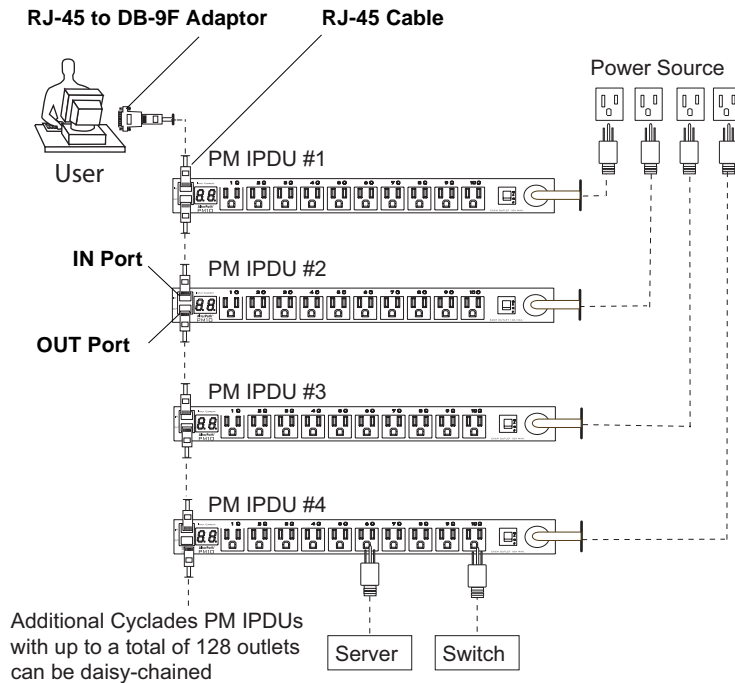 RJ-45 to DB-9F Adaptor
RJ-45 Cable
Power Source
User
PM IPDU #1
IN Port
OUT Port
PM IPDU #2
PM IPDU #3
PM IPDU #4
Additional Cyclades PM IPDUs
with up to a total of 128 outlets
can be daisy-chained
Server
Switch